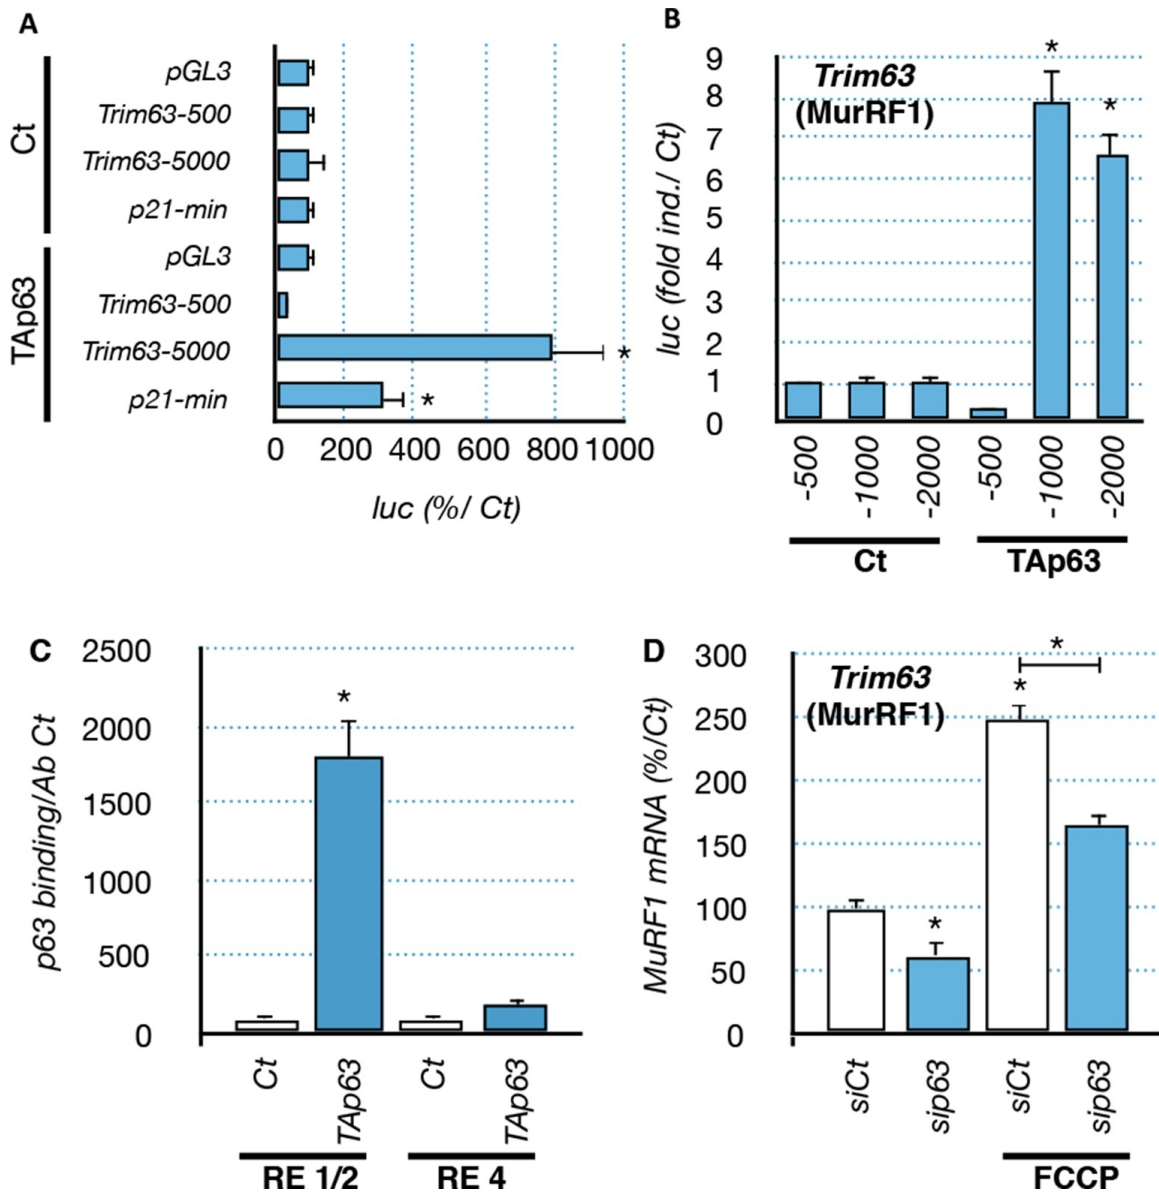 A
Ct
pGL3
Trim63-500
Trim63-5000
p21-min
TAp63
pGL3
Trim63-500
Trim63-5000
*
p21-min
*
0 200 400 600 800 1000
luc (%/ Ct)
B
Trim63
(MurRF1)
luc (fold ind./ Ct)
9
8
7
6
5
4
3
2
1
0
*
*
-500 -1000 -2000 -500 -1000 -2000
Ct TAp63
C
p63 binding/Ab Ct
2500
2000
1500
1000
500
0
*
Ct TAp63 Ct TAp63
RE 1/2 RE 4
D
Trim63
(MurRF1)
MuRF1 mRNA (%/Ct)
300
250
200
150
100
50
0
*
*
*
siCt sip63 siCt sip63
FCCP